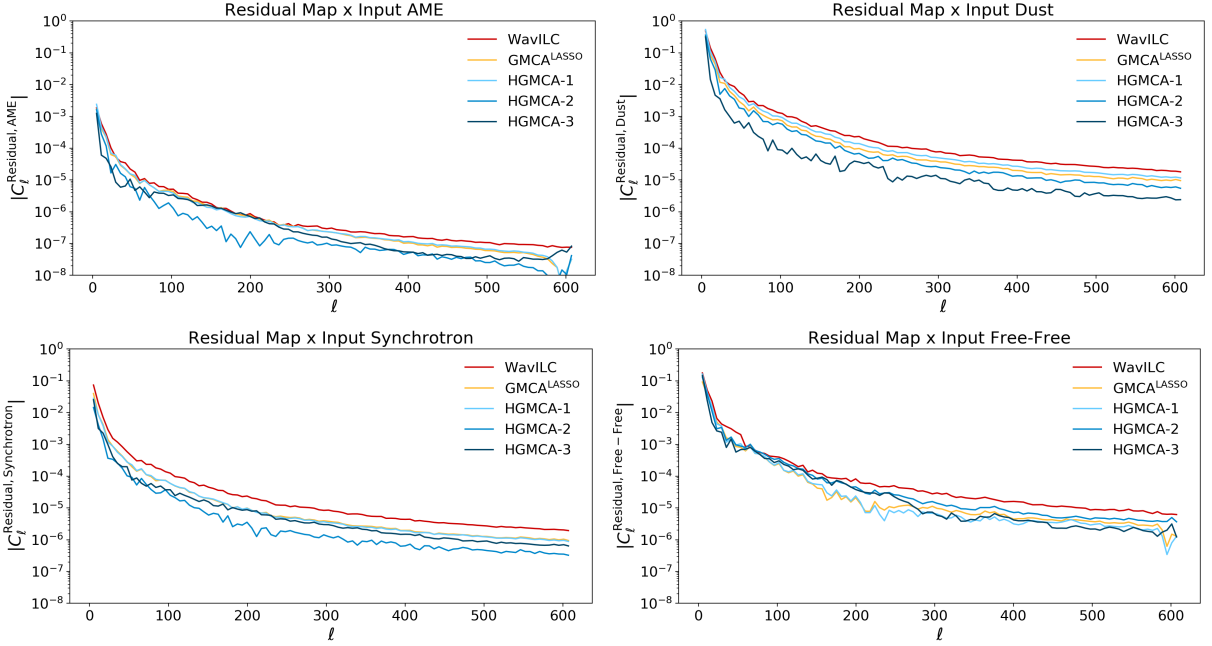 Residual Map x Input AME
|C_ℓ^{Residual, AME}|
10⁰
10⁻¹
10⁻²
10⁻³
10⁻⁴
10⁻⁵
10⁻⁶
10⁻⁷
10⁻⁸
WavILC
GMCA^{LASSO}
HGMCA-1
HGMCA-2
HGMCA-3
0 100 200 300 400 500 600
ℓ
Residual Map x Input Dust
|C_ℓ^{Residual, Dust}|
10⁰
10⁻¹
10⁻²
10⁻³
10⁻⁴
10⁻⁵
10⁻⁶
10⁻⁷
10⁻⁸
WavILC
GMCA^{LASSO}
HGMCA-1
HGMCA-2
HGMCA-3
0 100 200 300 400 500 600
ℓ
Residual Map x Input Synchrotron
|C_ℓ^{Residual, Synchrotron}|
10⁰
10⁻¹
10⁻²
10⁻³
10⁻⁴
10⁻⁵
10⁻⁶
10⁻⁷
10⁻⁸
WavILC
GMCA^{LASSO}
HGMCA-1
HGMCA-2
HGMCA-3
0 100 200 300 400 500 600
ℓ
Residual Map x Input Free-Free
|C_ℓ^{Residual, Free − Free}|
10⁰
10⁻¹
10⁻²
10⁻³
10⁻⁴
10⁻⁵
10⁻⁶
10⁻⁷
10⁻⁸
WavILC
GMCA^{LASSO}
HGMCA-1
HGMCA-2
HGMCA-3
0 100 200 300 400 500 600
ℓ